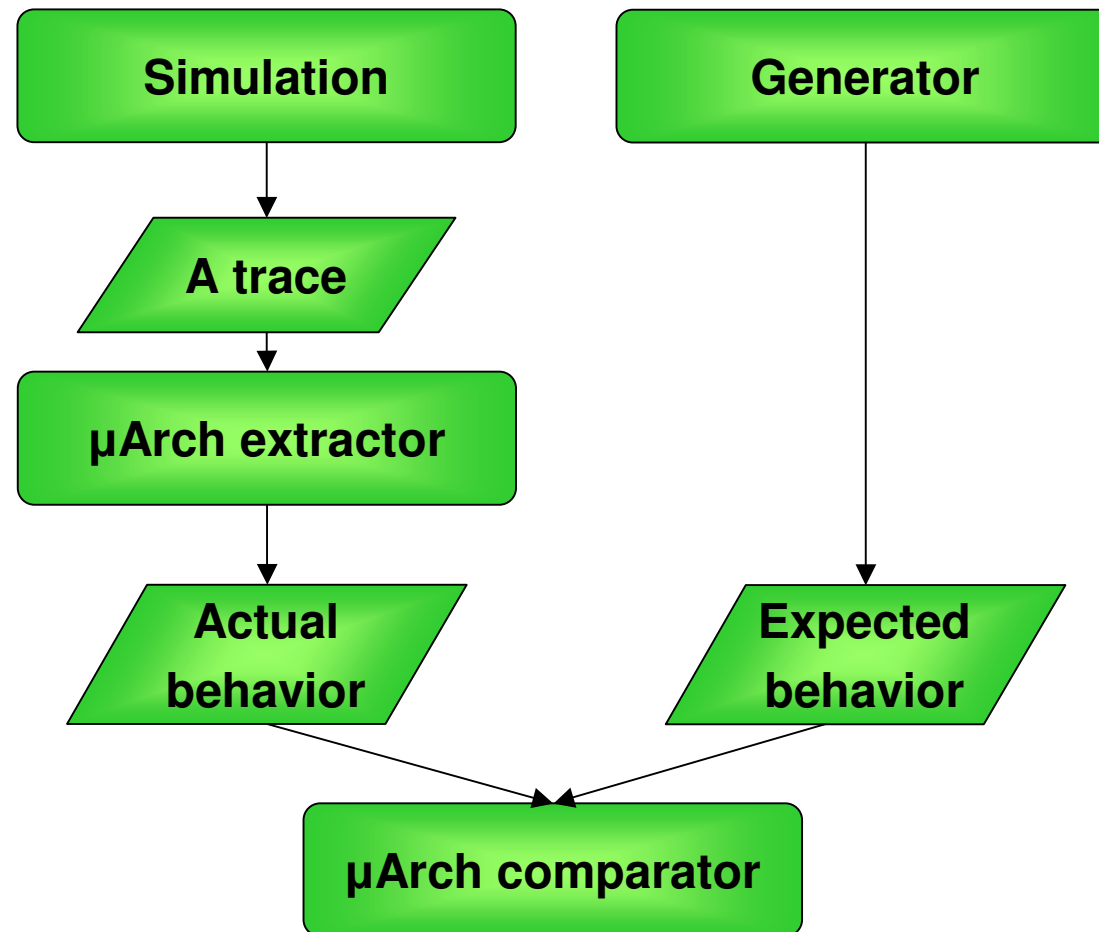 Simulation
Generator
A trace
µArch extractor
Actual
behavior
Expected
behavior
µArch comparator